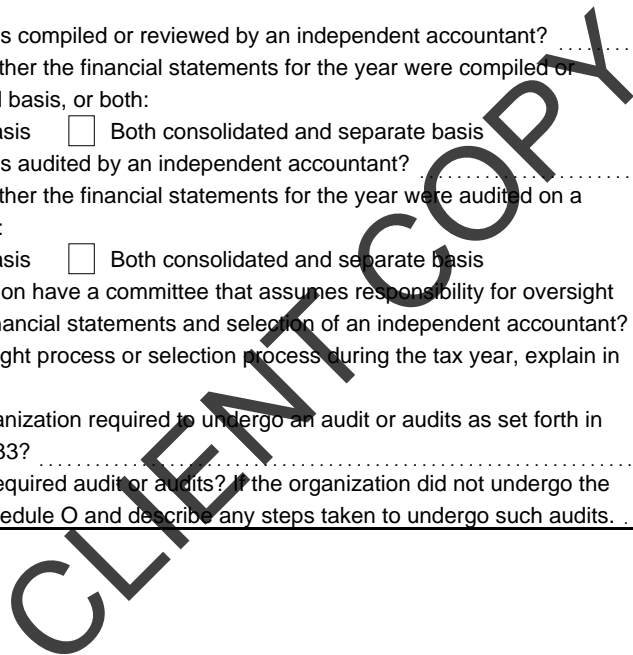 s compiled or reviewed by an independent accountant?
ther the financial statements for the year were compiled or
l basis, or both:
asis Both consolidated and separate basis
s audited by an independent accountant?
ther the financial statements for the year were audited on a
:
asis Both consolidated and separate basis
on have a committee that assumes responsibility for oversight
nancial statements and selection of an independent accountant?
ght process or selection process during the tax year, explain in
anization required to undergo an audit or audits as set forth in
33?
equired audit or audits? If the organization did not undergo the
edule O and describe any steps taken to undergo such audits.
CLIENT COPY